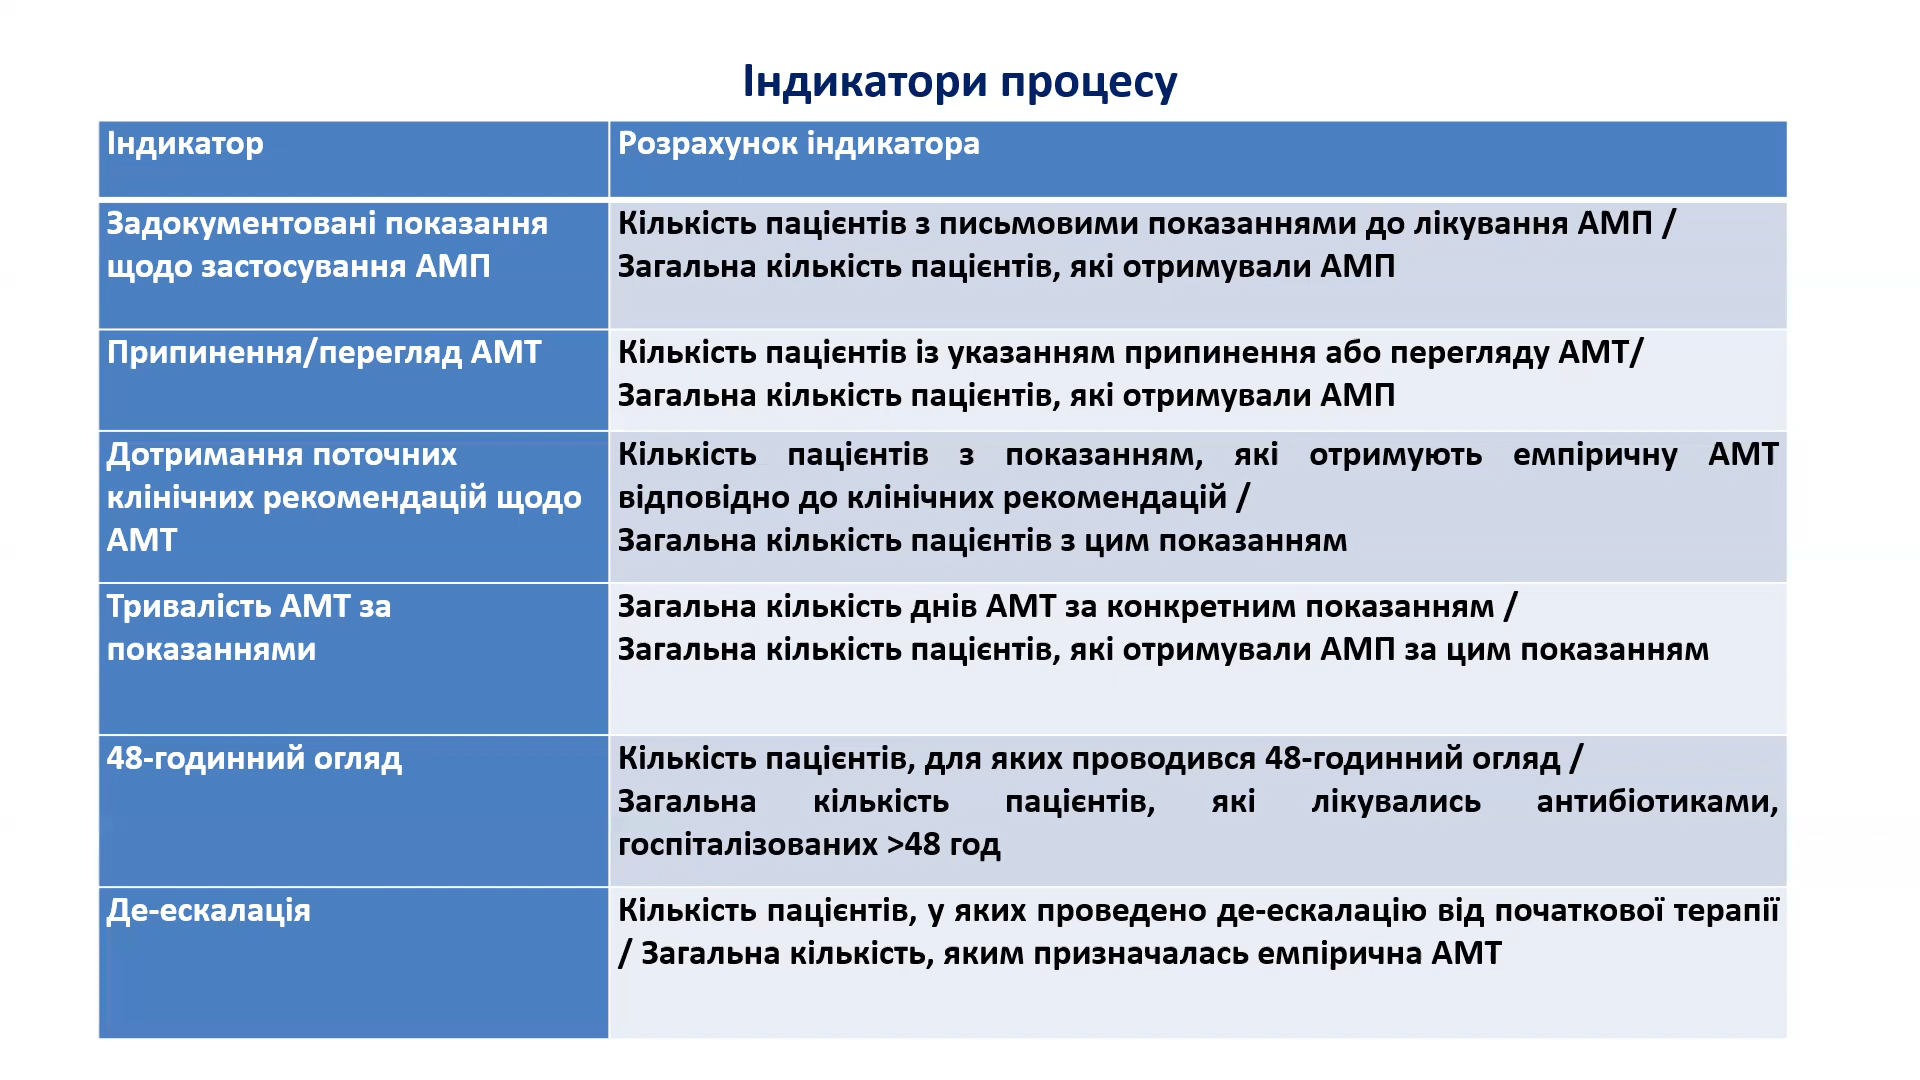 Індикатори процесу
Індикатор
Розрахунок індикатора
Задокументовані показання
щодо застосування АМП
Кількість пацієнтів з письмовими показаннями до лікування АМП /
Загальна кількість пацієнтів, які отримували АМП
Припинення/перегляд АМТ
Кількість пацієнтів із указанням припинення або перегляду АМТ/
Загальна кількість пацієнтів, які отримували АМП
Дотримання поточних
клінічних рекомендацій щодо
АМТ
Кількість пацієнтів з показанням, які отримують емпіричну АМТ
відповідно до клінічних рекомендацій /
Загальна кількість пацієнтів з цим показанням
Тривалість АМТ за
показаннями
Загальна кількість днів АМТ за конкретним показанням /
Загальна кількість пацієнтів, які отримували АМП за цим показанням
48-годинний огляд
Кількість пацієнтів, для яких проводився 48-годинний огляд /
Загальна кількість пацієнтів, які лікувались антибіотиками,
госпіталізованих >48 год
Де-ескалація
Кількість пацієнтів, у яких проведено де-ескалацію від початкової терапії
/ Загальна кількість, яким призначалась емпірична АМТ